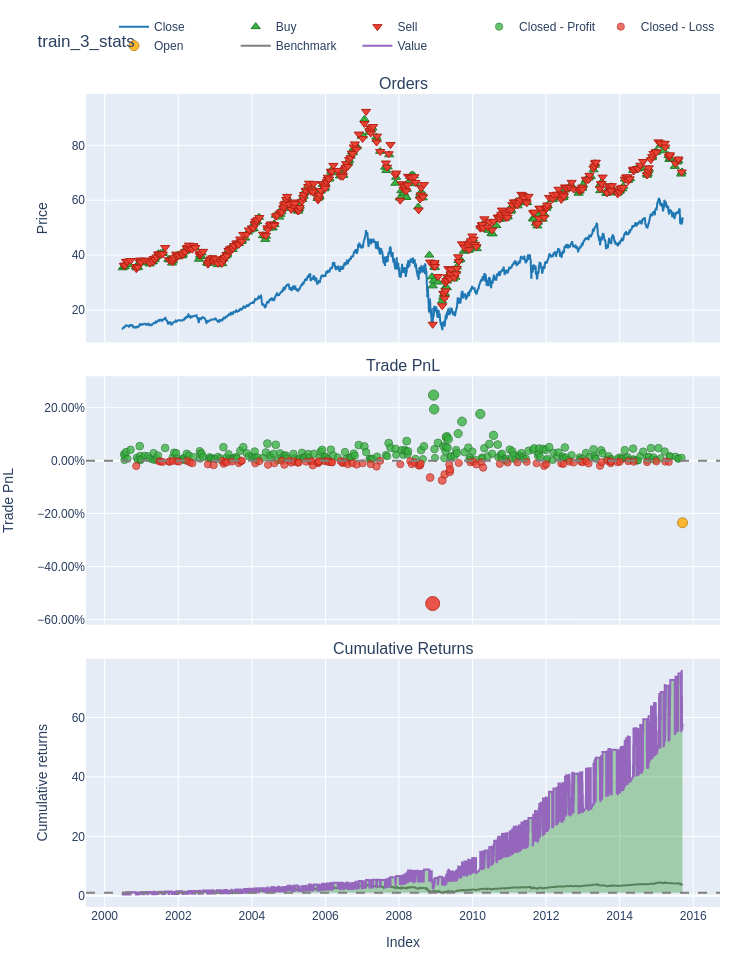 train_3_stats
Close Buy Sell Closed - Profit Closed - Loss
Open Benchmark Value
Orders
80
60
40
20
Price
Trade PnL
20.00%
0.00%
−20.00%
−40.00%
−60.00%
Trade PnL
Cumulative Returns
60
40
20
0
Cumulative returns
2000 2002 2004 2006 2008 2010 2012 2014 2016
Index